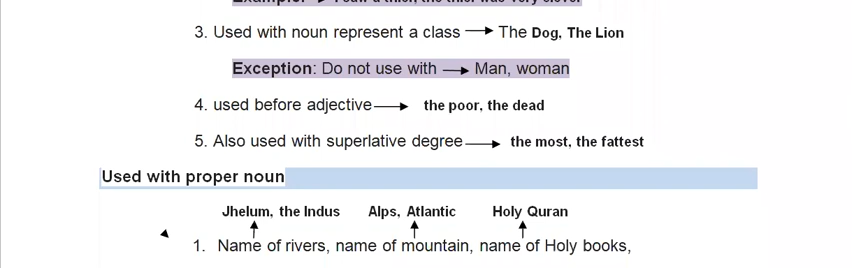 3. Used with noun represent a class → The Dog, The Lion
Exception: Do not use with → Man, woman
4. used before adjective → the poor, the dead
5. Also used with superlative degree → the most, the fattest
Used with proper noun
Jhelum, the Indus Alps, Atlantic Holy Quran
1. Name of rivers, name of mountain, name of Holy books,